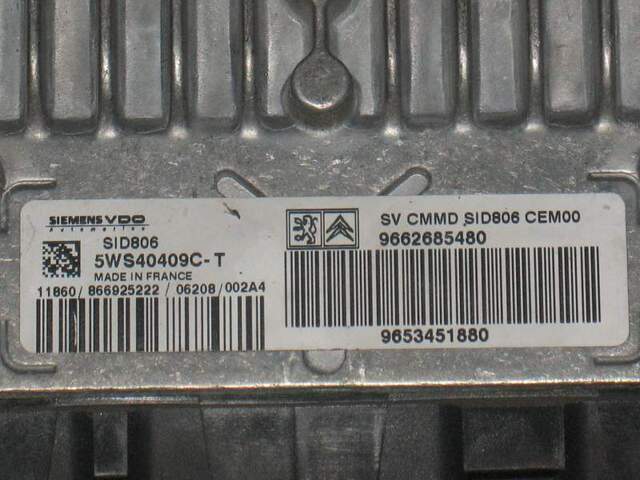 SIEMENS VDO
Automotive
SID806
5WS40409C-T
MADE IN FRANCE
11860/866925222 /06208/002A4
SV CMMD SID806 CEM00
9662685480
9653451880